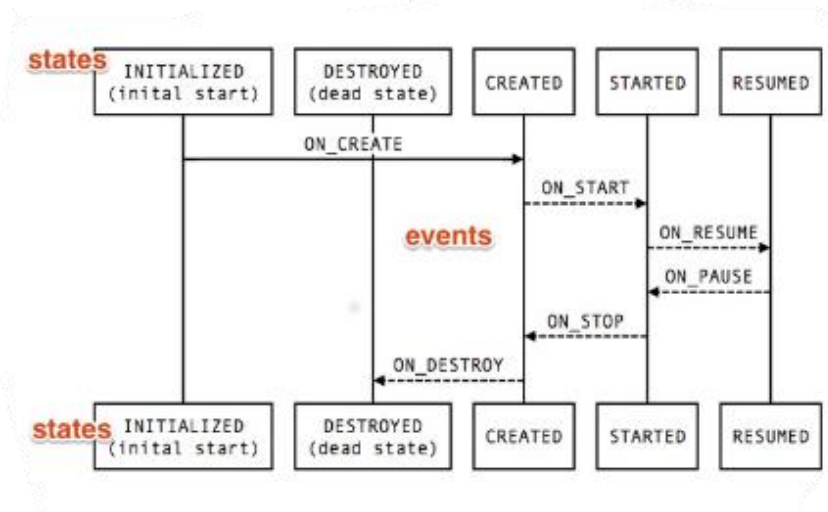 states
INITIALIZED
(inital start)
DESTROYED
(dead state)
CREATED
STARTED
RESUMED
ON_CREATE
ON_START
events
ON_RESUME
ON_PAUSE
ON_STOP
ON_DESTROY
states
INITIALIZED
(inital start)
DESTROYED
(dead state)
CREATED
STARTED
RESUMED